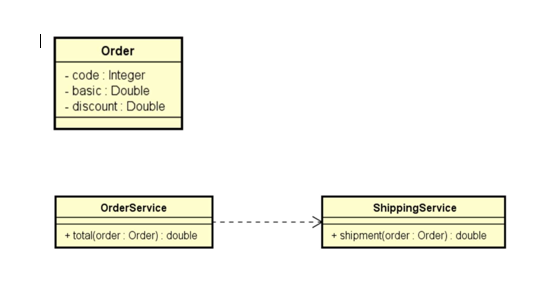 Order
- code : Integer
- basic : Double
- discount : Double
OrderService
+ total(order : Order) : double
ShippingService
+ shipment(order : Order) : double